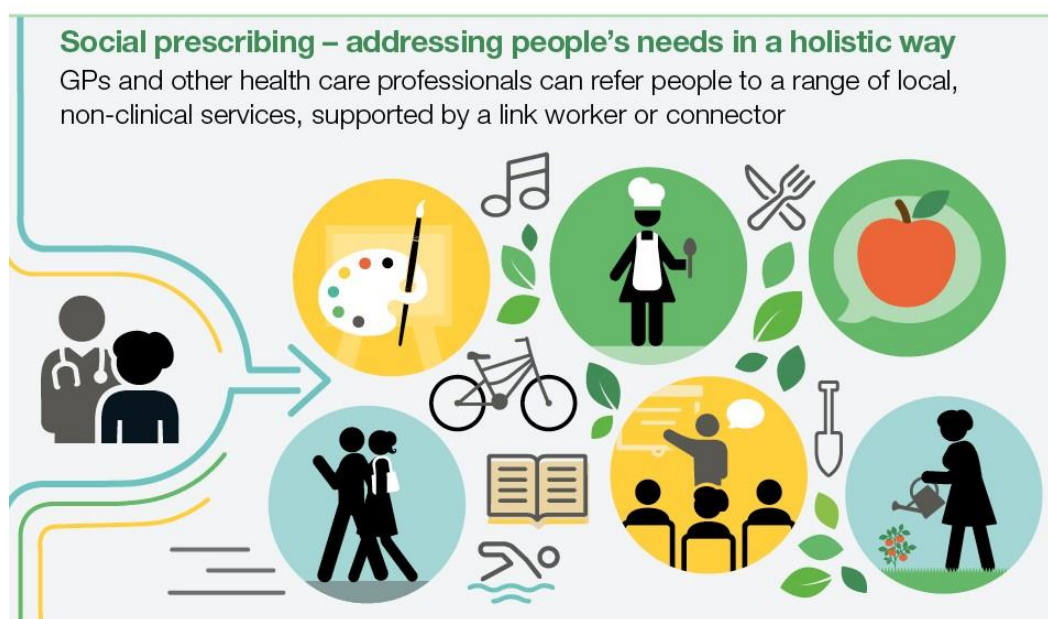 Social prescribing – addressing people’s needs in a holistic way
GPs and other health care professionals can refer people to a range of local,
non-clinical services, supported by a link worker or connector